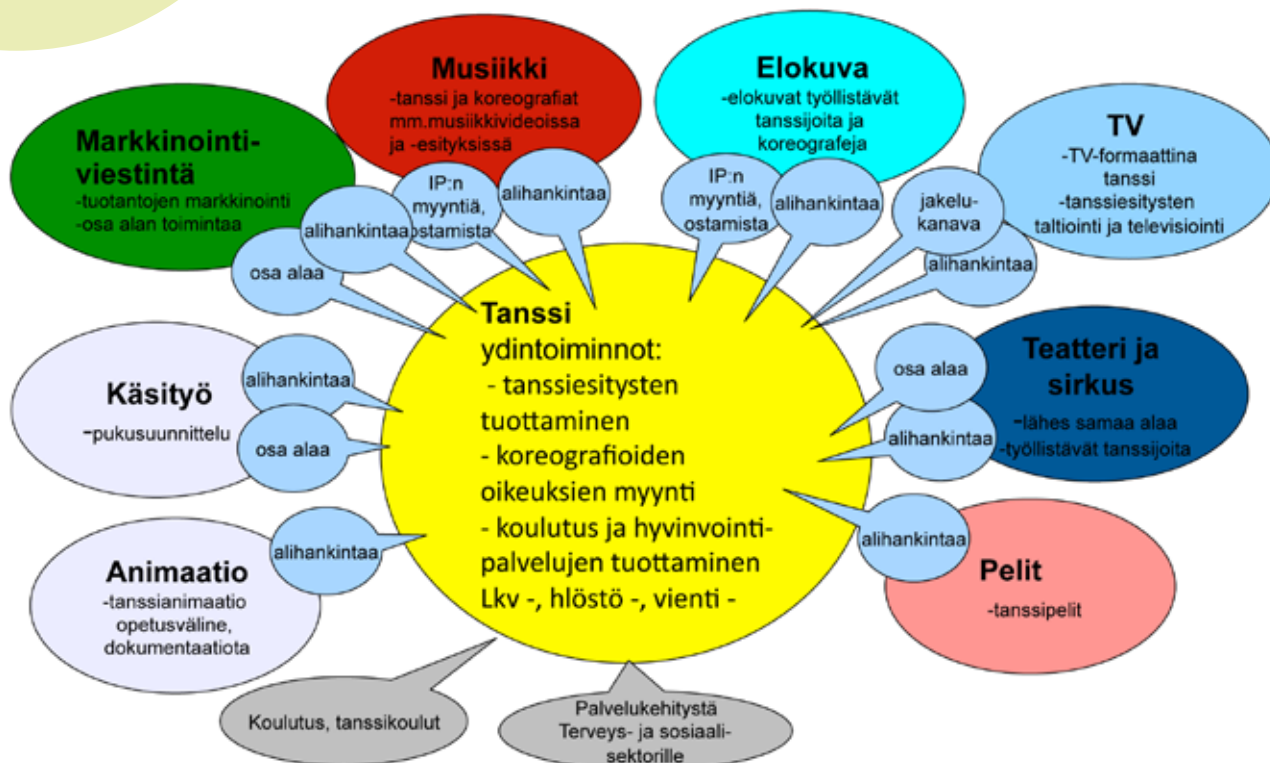 Musiikki
-tanssi ja koreografiat
mm.musiikkivideoissa
ja -esityksissä
Elokuva
-elokuvat työllistävät
tanssijoita ja
koreografeja
TV
-TV-formaattina
tanssi
-tanssiesitysten
taltiointi ja televisiointi
Markkinointi-
viestintä
-tuotantojen markkinointi
-osa alan toimintaa
osa alaa
alihankintaa
IP:n
myyntiä,
ostamista
alihankintaa
IP:n
myyntiä,
ostamista
alihankintaa
jakelu-
kanava
alihankintaa
Tanssi
ydintoiminnot:
- tanssiesitysten
tuottaminen
- koreografioiden
oikeuksien myynti
- koulutus ja hyvinvointi-
palvelujen tuottaminen
Lkv -, hlöstö -, vienti -
Käsityö
-pukusuunnittelu
alihankintaa
osa alaa
Teatteri ja
sirkus
-lähes samaa alaa
-työllistävät tanssijoita
osa alaa
alihankintaa
Animaatio
-tanssianimaatio
opetusväline,
dokumentaatiota
alihankintaa
Pelit
-tanssipelit
alihankintaa
Koulutus, tanssikoulut
Palvelukehitystä
Terveys- ja sosiaali-
sektorille